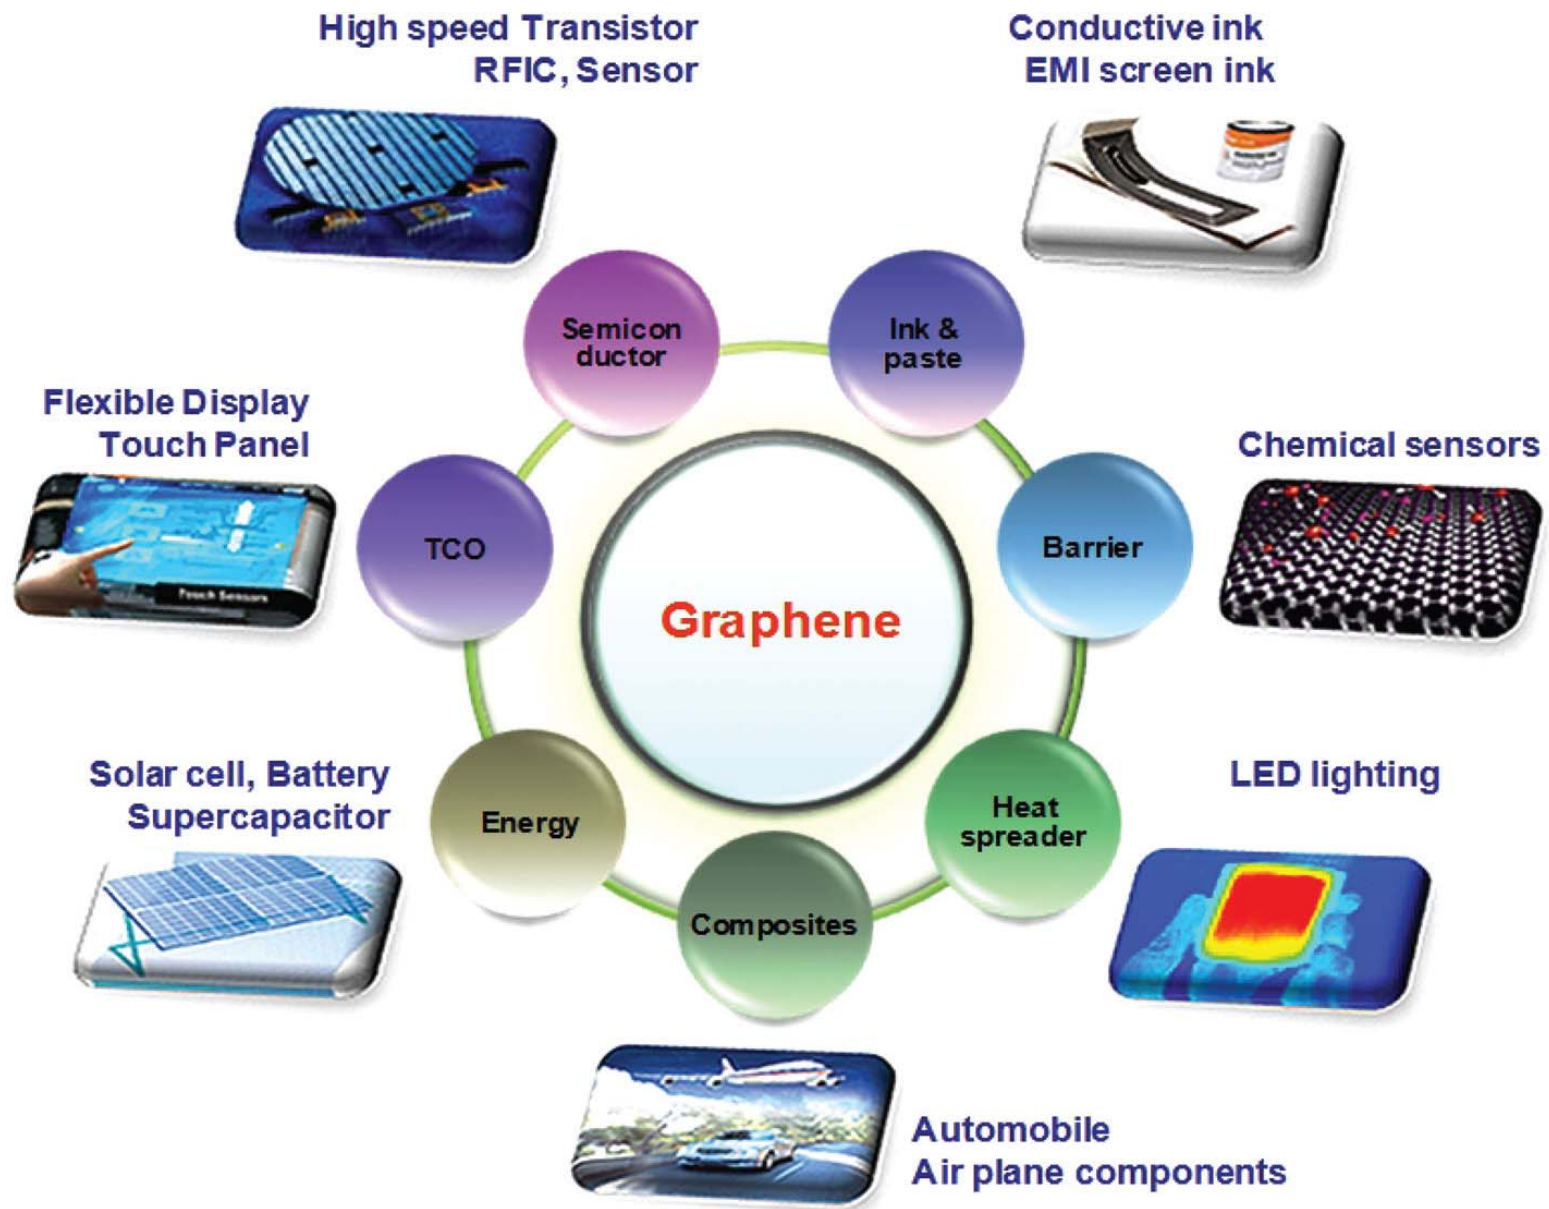 High speed Transistor
RFIC, Sensor
Conductive ink
EMI screen ink
Semicon
ductor
Ink &
paste
Flexible Display
Touch Panel
Chemical sensors
TCO
Barrier
Touch Sensors
Graphene
Solar cell, Battery
Supercapacitor
LED lighting
Energy
Heat
spreader
Composites
Automobile
Air plane components